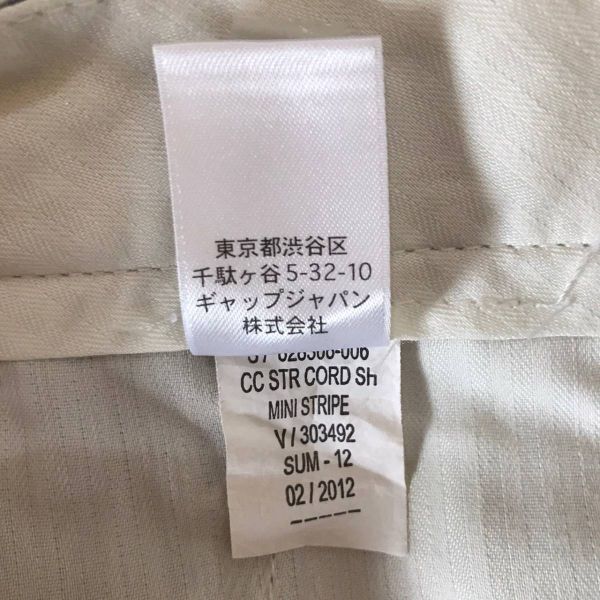 東京都渋谷区
千駄ヶ谷5-32-10
ギャップジャパン
株式会社
CC STR CORD SH
MINI STRIPE
V / 303492
SUM - 12
02 / 2012
-----